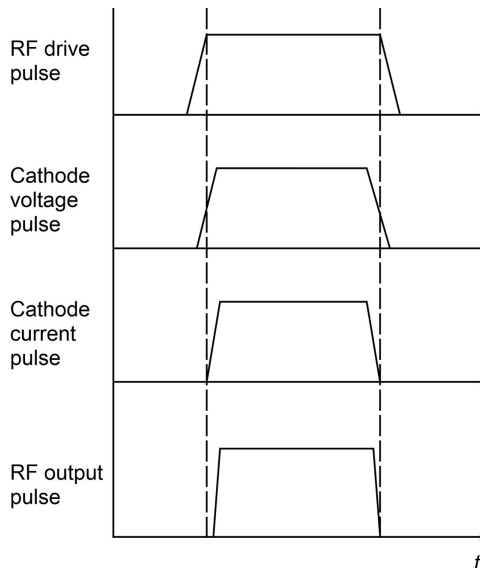 RF drive
pulse
Cathode
voltage
pulse
Cathode
current
pulse
RF output
pulse
t